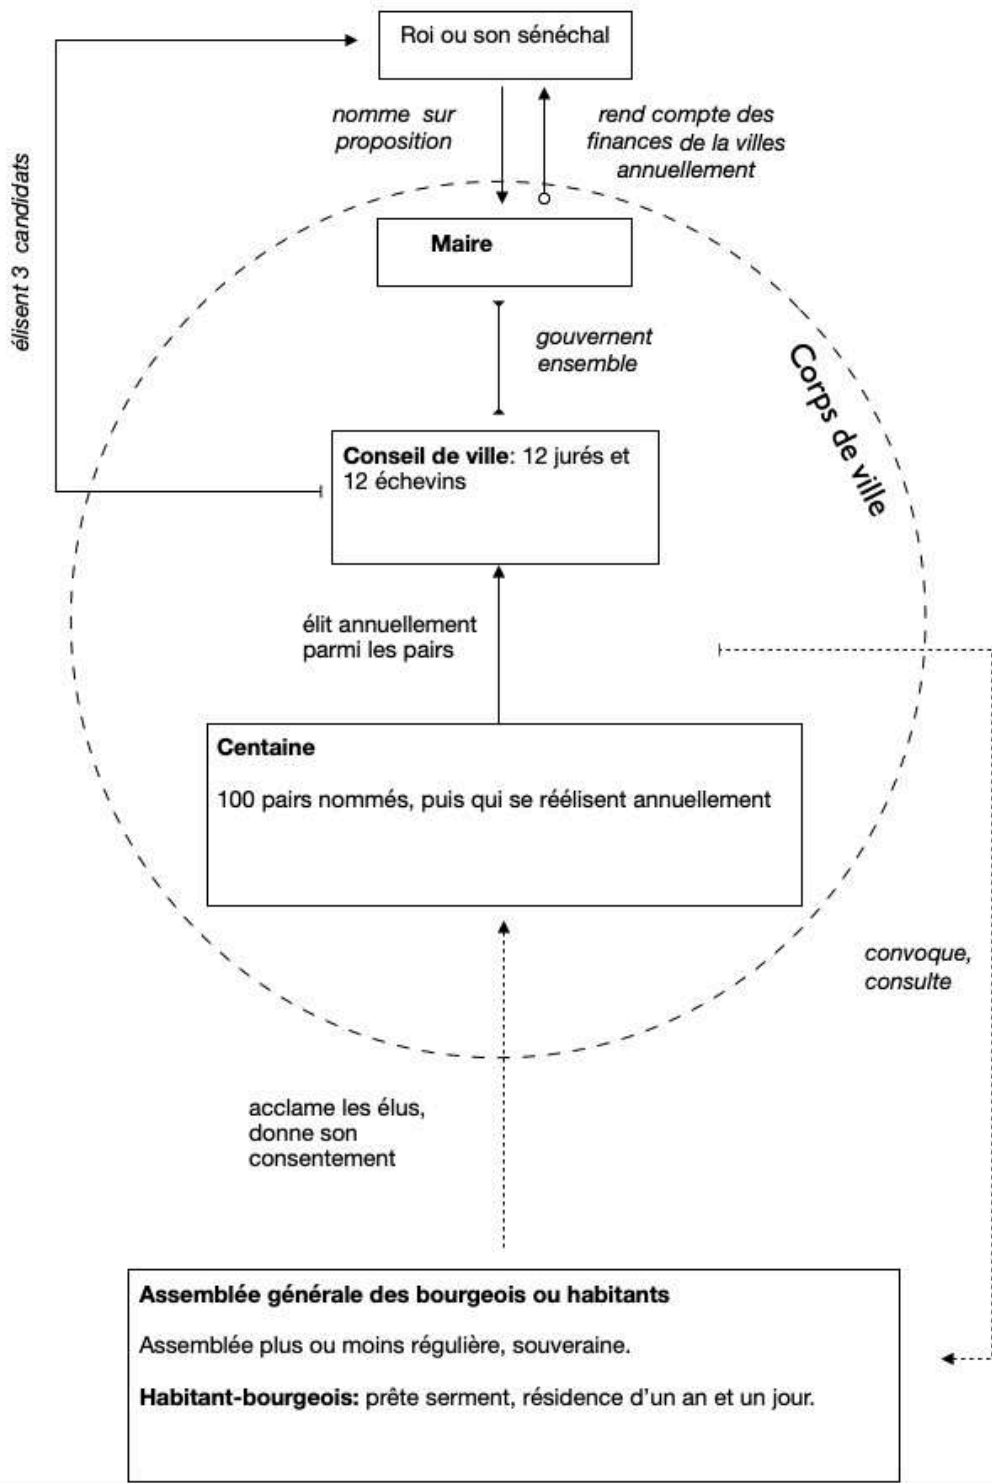 Roi ou son sénéchal
nomme sur
proposition
rend compte des
finances de la villes
annuellement
élisent 3 candidats
Maire
gouvernent
ensemble
Corps de ville
Conseil de ville: 12 jurés et
12 échevins
élit annuellement
parmi les pairs
Centaine
100 pairs nommés, puis qui se réélisent annuellement
convoque,
consulte
acclame les élus,
donne son
consentement
Assemblée générale des bourgeois ou habitants
Assemblée plus ou moins régulière, souveraine.
Habitant-bourgeois: prête serment, résidence d'un an et un jour.